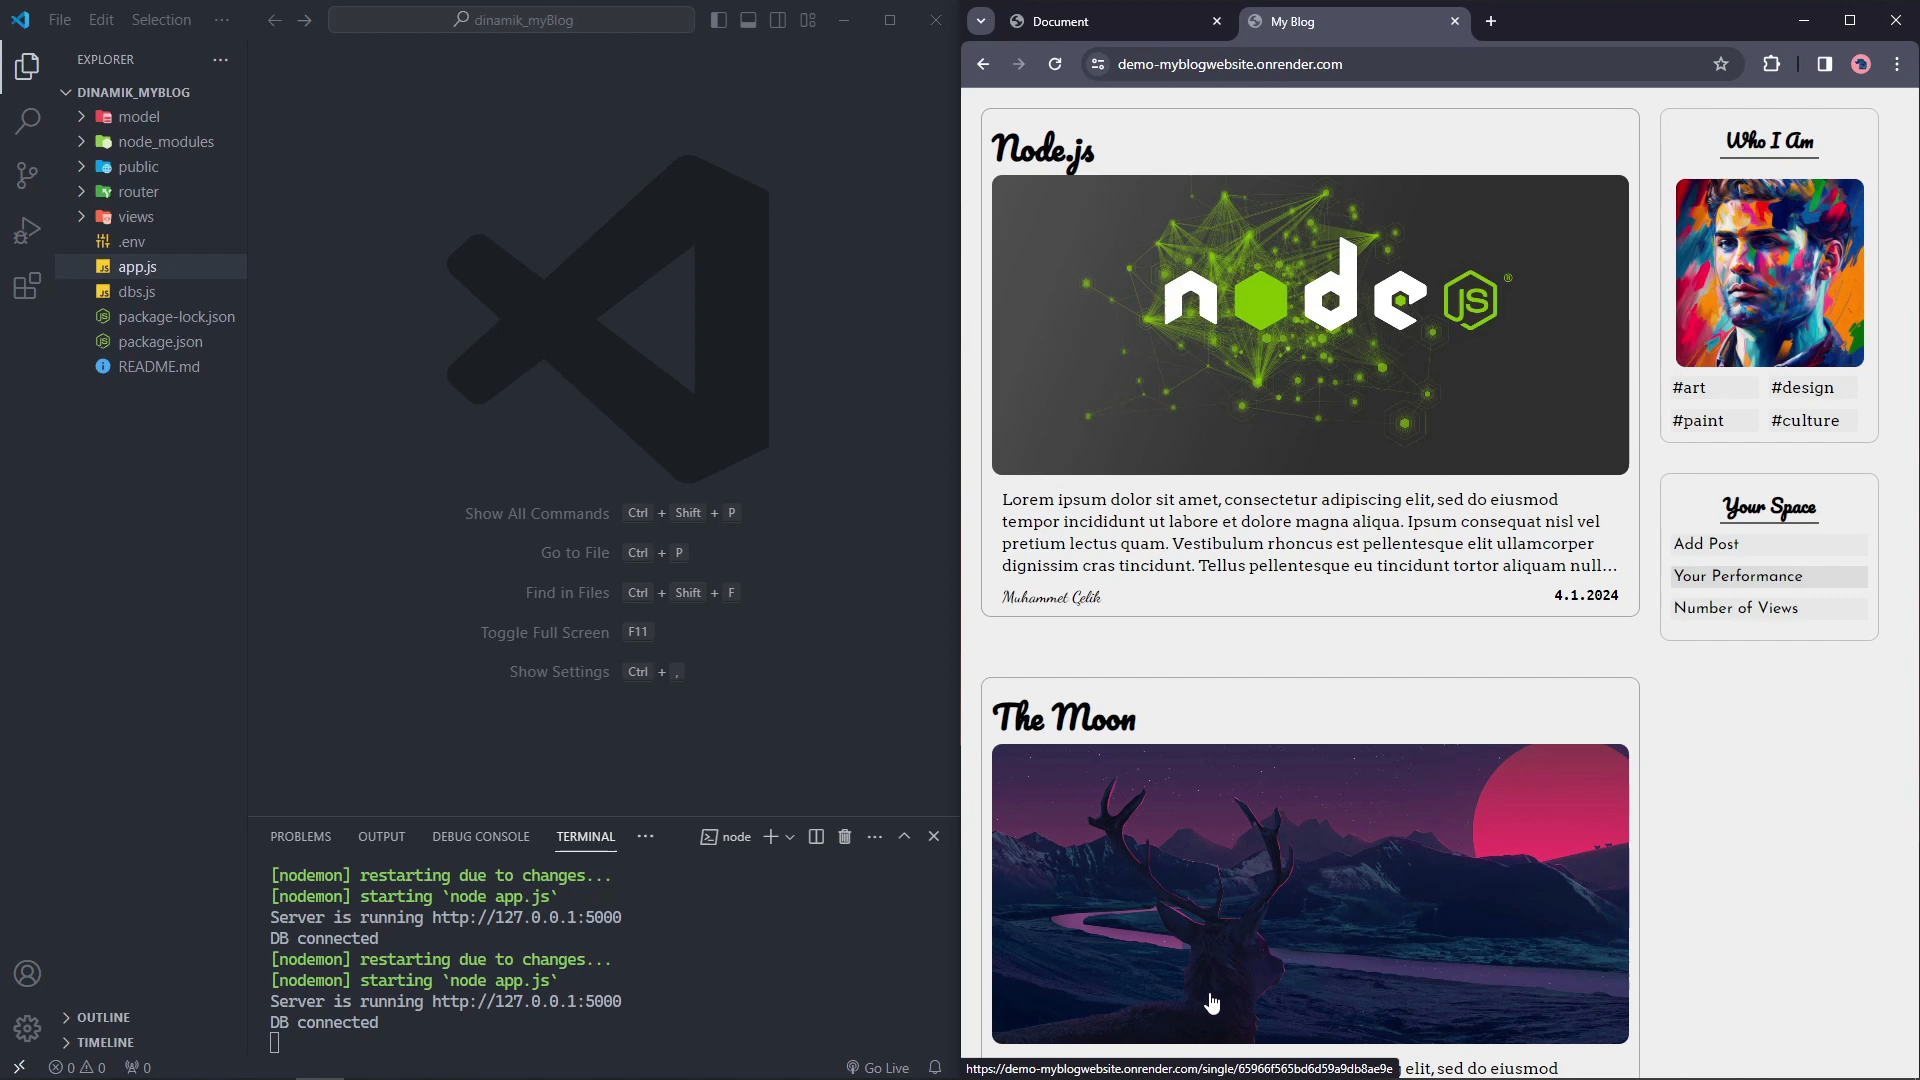 File Edit Selection ···
dinamik_myBlog
EXPLORER
DINAMIK_MYBLOG
model
node_modules
public
router
views
.env
app.js
dbs.js
package-lock.json
package.json
README.md
OUTLINE
TIMELINE
Show All Commands Ctrl + Shift + P
Go to File Ctrl + P
Find in Files Ctrl + Shift + F
Toggle Full Screen F11
Show Settings Ctrl + ,
PROBLEMS OUTPUT DEBUG CONSOLE TERMINAL ··· node
[nodemon] restarting due to changes...
[nodemon] starting `node app.js`
Server is running http://127.0.0.1:5000
DB connected
[nodemon] restarting due to changes...
[nodemon] starting `node app.js`
Server is running http://127.0.0.1:5000
DB connected
0 0 0 Go Live
Document My Blog
demo-myblogwebsite.onrender.com
Node.js
node JS ®
Lorem ipsum dolor sit amet, consectetur adipiscing elit, sed do eiusmod
tempor incididunt ut labore et dolore magna aliqua. Ipsum consequat nisl vel
pretium lectus quam. Vestibulum rhoncus est pellentesque elit ullamcorper
dignissim cras tincidunt. Tellus pellentesque eu tincidunt tortor aliquam null...
Muhammet Çelik 4.1.2024
The Moon
elit, sed do eiusmod
https://demo-myblogwebsite.onrender.com/single/65966f565bd6d59a9db8ae9e
Who I Am
#art #design
#paint #culture
Your Space
Add Post
Your Performance
Number of Views